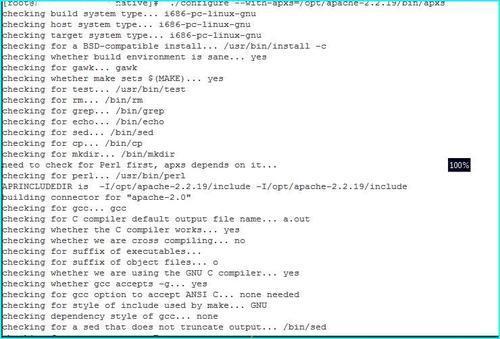 [root@ native]# ./configure --with-apxs=/opt/apache-2.2.19/bin/apxs
checking build system type... i686-pc-linux-gnu
checking host system type... i686-pc-linux-gnu
checking target system type... i686-pc-linux-gnu
checking for a BSD-compatible install... /usr/bin/install -c
checking whether build environment is sane... yes
checking for gawk... gawk
checking whether make sets $(MAKE)... yes
checking for test... /usr/bin/test
checking for rm... /bin/rm
checking for grep... /bin/grep
checking for echo... /bin/echo
checking for sed... /bin/sed
checking for cp... /bin/cp
checking for mkdir... /bin/mkdir
need to check for Perl first, apxs depends on it...
100%
checking for perl... /usr/bin/perl
APRINCLUDEDIR is  -I/opt/apache-2.2.19/include -I/opt/apache-2.2.19/include
building connector for "apache-2.0"
checking for gcc... gcc
checking for C compiler default output file name... a.out
checking whether the C compiler works... yes
checking whether we are cross compiling... no
checking for suffix of executables...
checking for suffix of object files... o
checking whether we are using the GNU C compiler... yes
checking whether gcc accepts -g... yes
checking for gcc option to accept ANSI C... none needed
checking for style of include used by make... GNU
checking dependency style of gcc... none
checking for a sed that does not truncate output... /bin/sed